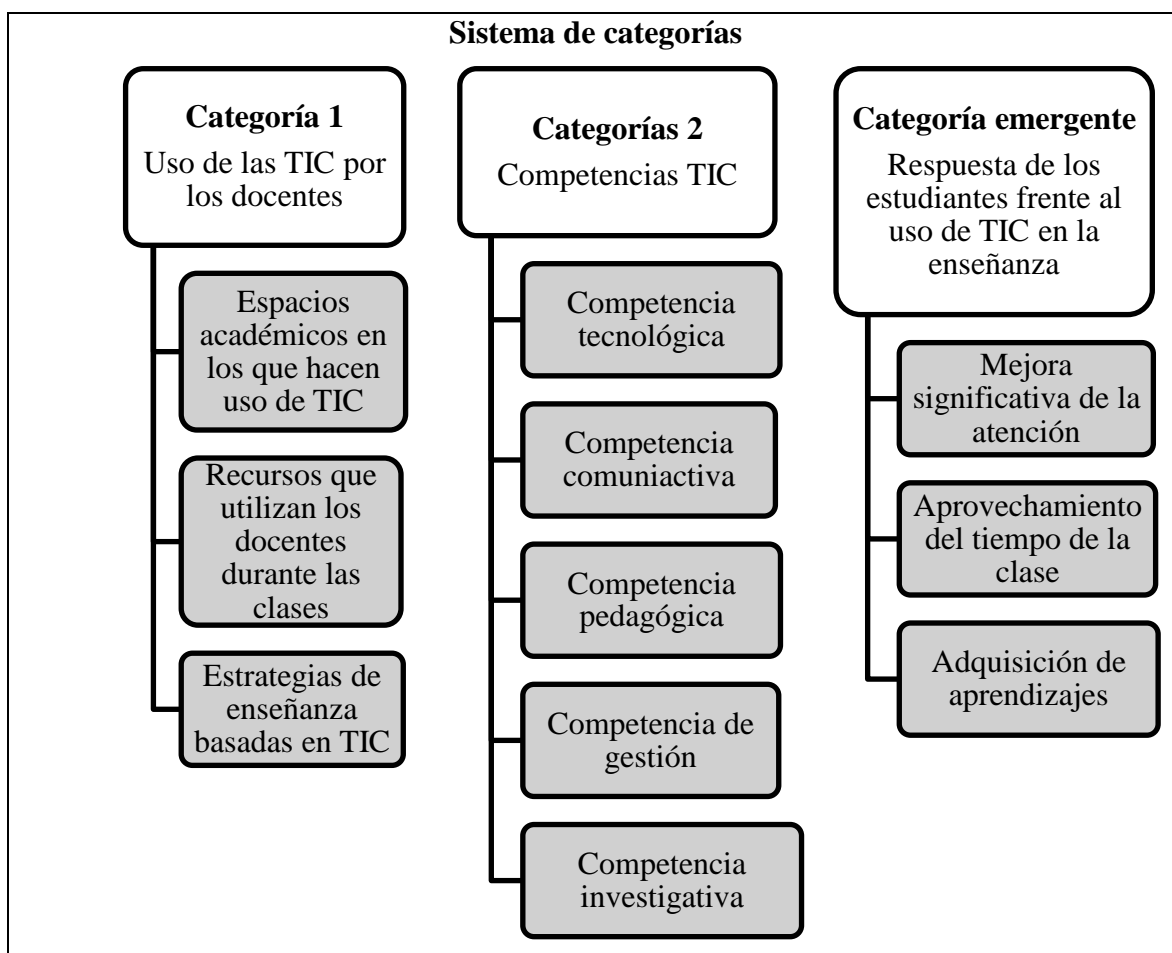 Sistema de categorías
Categoría 1
Uso de las TIC por
los docentes
Espacios
académicos en
los que hacen
uso de TIC
Recursos que
utilizan los
docentes
durante las
clases
Estrategias de
enseñanza
basadas en TIC
Categorías 2
Competencias TIC
Competencia
tecnológica
Competencia
comuniactiva
Competencia
pedagógica
Competencia de
gestión
Competencia
investigativa
Categoría emergente
Respuesta de los
estudiantes frente al
uso de TIC en la
enseñanza
Mejora
significativa de la
atención
Aprovechamiento
del tiempo de la
clase
Adquisición de
aprendizajes